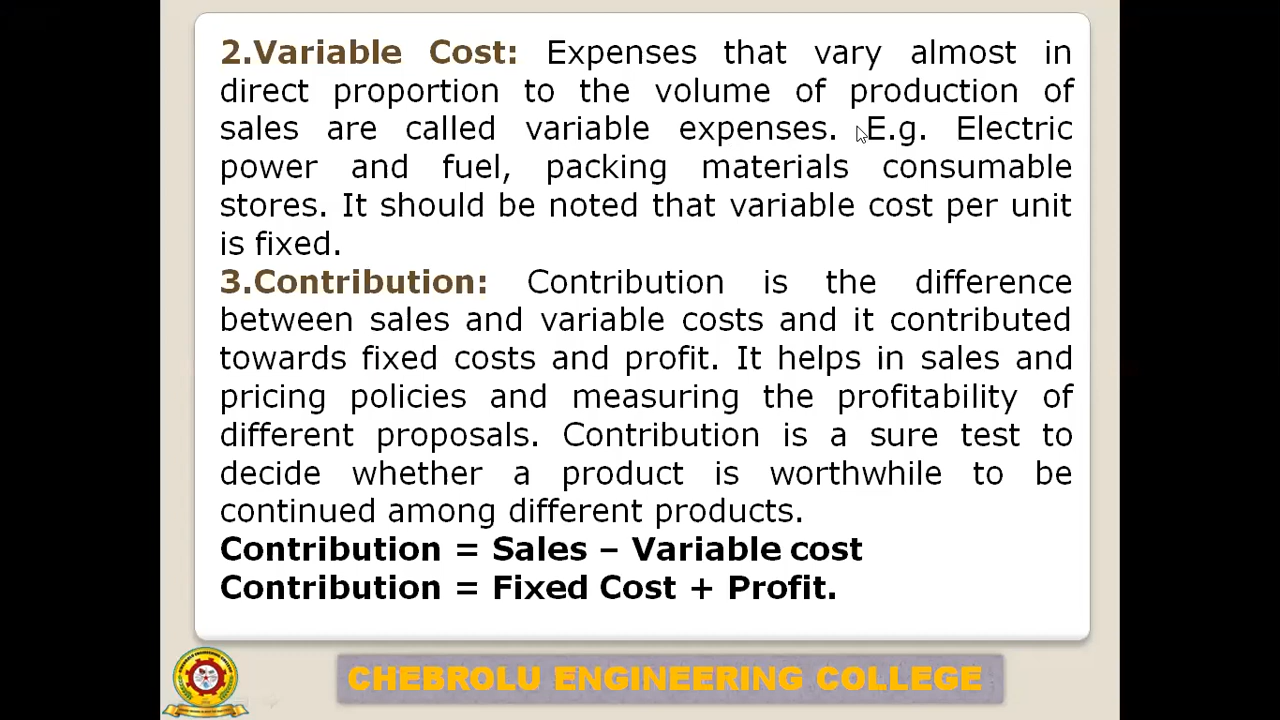 2.Variable Cost: Expenses that vary almost in
direct proportion to the volume of production of
sales are called variable expenses. E.g. Electric
power and fuel, packing materials consumable
stores. It should be noted that variable cost per unit
is fixed.
3.Contribution: Contribution is the difference
between sales and variable costs and it contributed
towards fixed costs and profit. It helps in sales and
pricing policies and measuring the profitability of
different proposals. Contribution is a sure test to
decide whether a product is worthwhile to be
continued among different products.
Contribution = Sales – Variable cost
Contribution = Fixed Cost + Profit.
CHEBROLU ENGINEERING COLLEGE